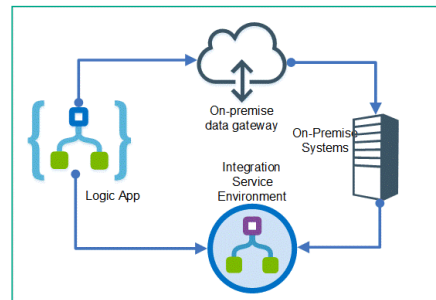 On-premise
data gateway
On-Premise
Systems
Integration
Service
Environment
Logic App